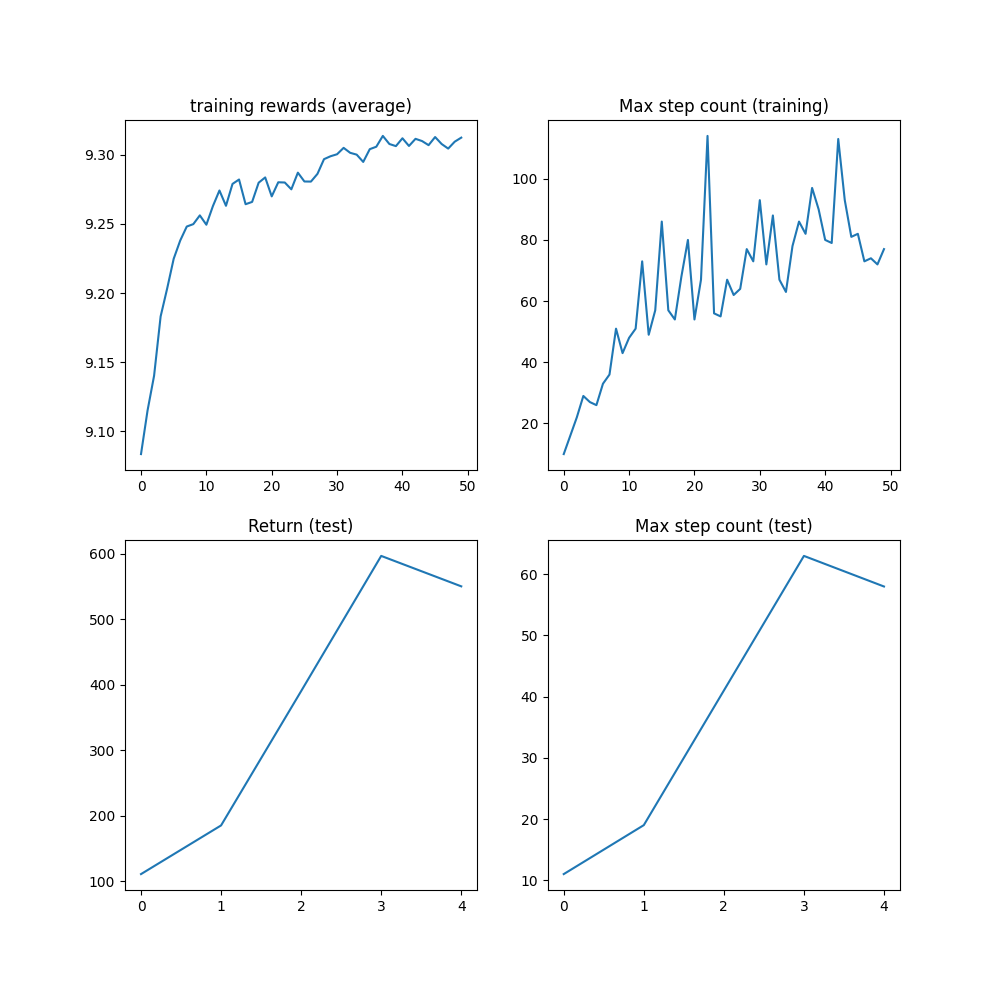 training rewards (average)
9.30
9.25
9.20
9.15
9.10
0 10 20 30 40 50
Max step count (training)
100
80
60
40
20
0 10 20 30 40 50
Return (test)
600
500
400
300
200
100
0 1 2 3 4
Max step count (test)
60
50
40
30
20
10
0 1 2 3 4